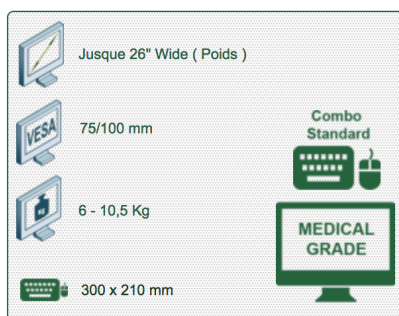 Jusque 26" Wide ( Poids )
VESA
75/100 mm
Combo
Standard
KG
6 - 10,5 Kg
MEDICAL
GRADE
300 x 210 mm